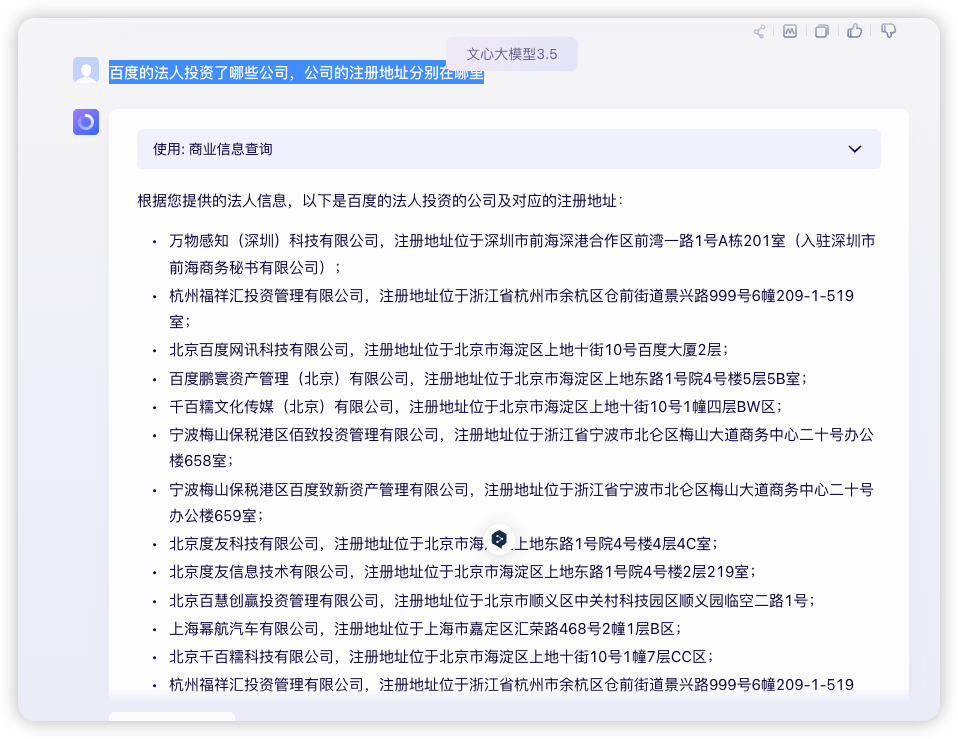 文心大模型3.5
百度的法人投资了哪些公司，公司的注册地址分别在哪里
使用: 商业信息查询
根据您提供的法人信息，以下是百度的法人投资的公司及对应的注册地址：
• 万物感知（深圳）科技有限公司，注册地址位于深圳市前海深港合作区前湾一路1号A栋201室（入驻深圳市
前海商务秘书有限公司）；
• 杭州福祥汇投资管理有限公司，注册地址位于浙江省杭州市余杭区仓前街道景兴路999号6幢209-1-519
室；
• 北京百度网讯科技有限公司，注册地址位于北京市海淀区上地十街10号百度大厦2层；
• 百度鹏寰资产管理（北京）有限公司，注册地址位于北京市海淀区上地东路1号院4号楼5层5B室；
• 千百糯文化传媒（北京）有限公司，注册地址位于北京市海淀区上地十街10号1幢四层BW区；
• 宁波梅山保税港区佰致投资管理有限公司，注册地址位于浙江省宁波市北仑区梅山大道商务中心二十号办公
楼658室；
• 宁波梅山保税港区百度致新资产管理有限公司，注册地址位于浙江省宁波市北仑区梅山大道商务中心二十号
办公楼659室；
• 北京度友科技有限公司，注册地址位于北京市海 上地东路1号院4号楼4层4C室；
• 北京度友信息技术有限公司，注册地址位于北京市海淀区上地东路1号院4号楼2层219室；
• 北京百慧创赢投资管理有限公司，注册地址位于北京市顺义区中关村科技园区顺义园临空二路1号；
• 上海幂航汽车有限公司，注册地址位于上海市嘉定区汇荣路468号2幢1层B区；
• 北京千百糯科技有限公司，注册地址位于北京市海淀区上地十街10号1幢7层CC区；
• 杭州福祥汇投资管理有限公司，注册地址位于浙江省杭州市余杭区仓前街道景兴路999号6幢209-1-519